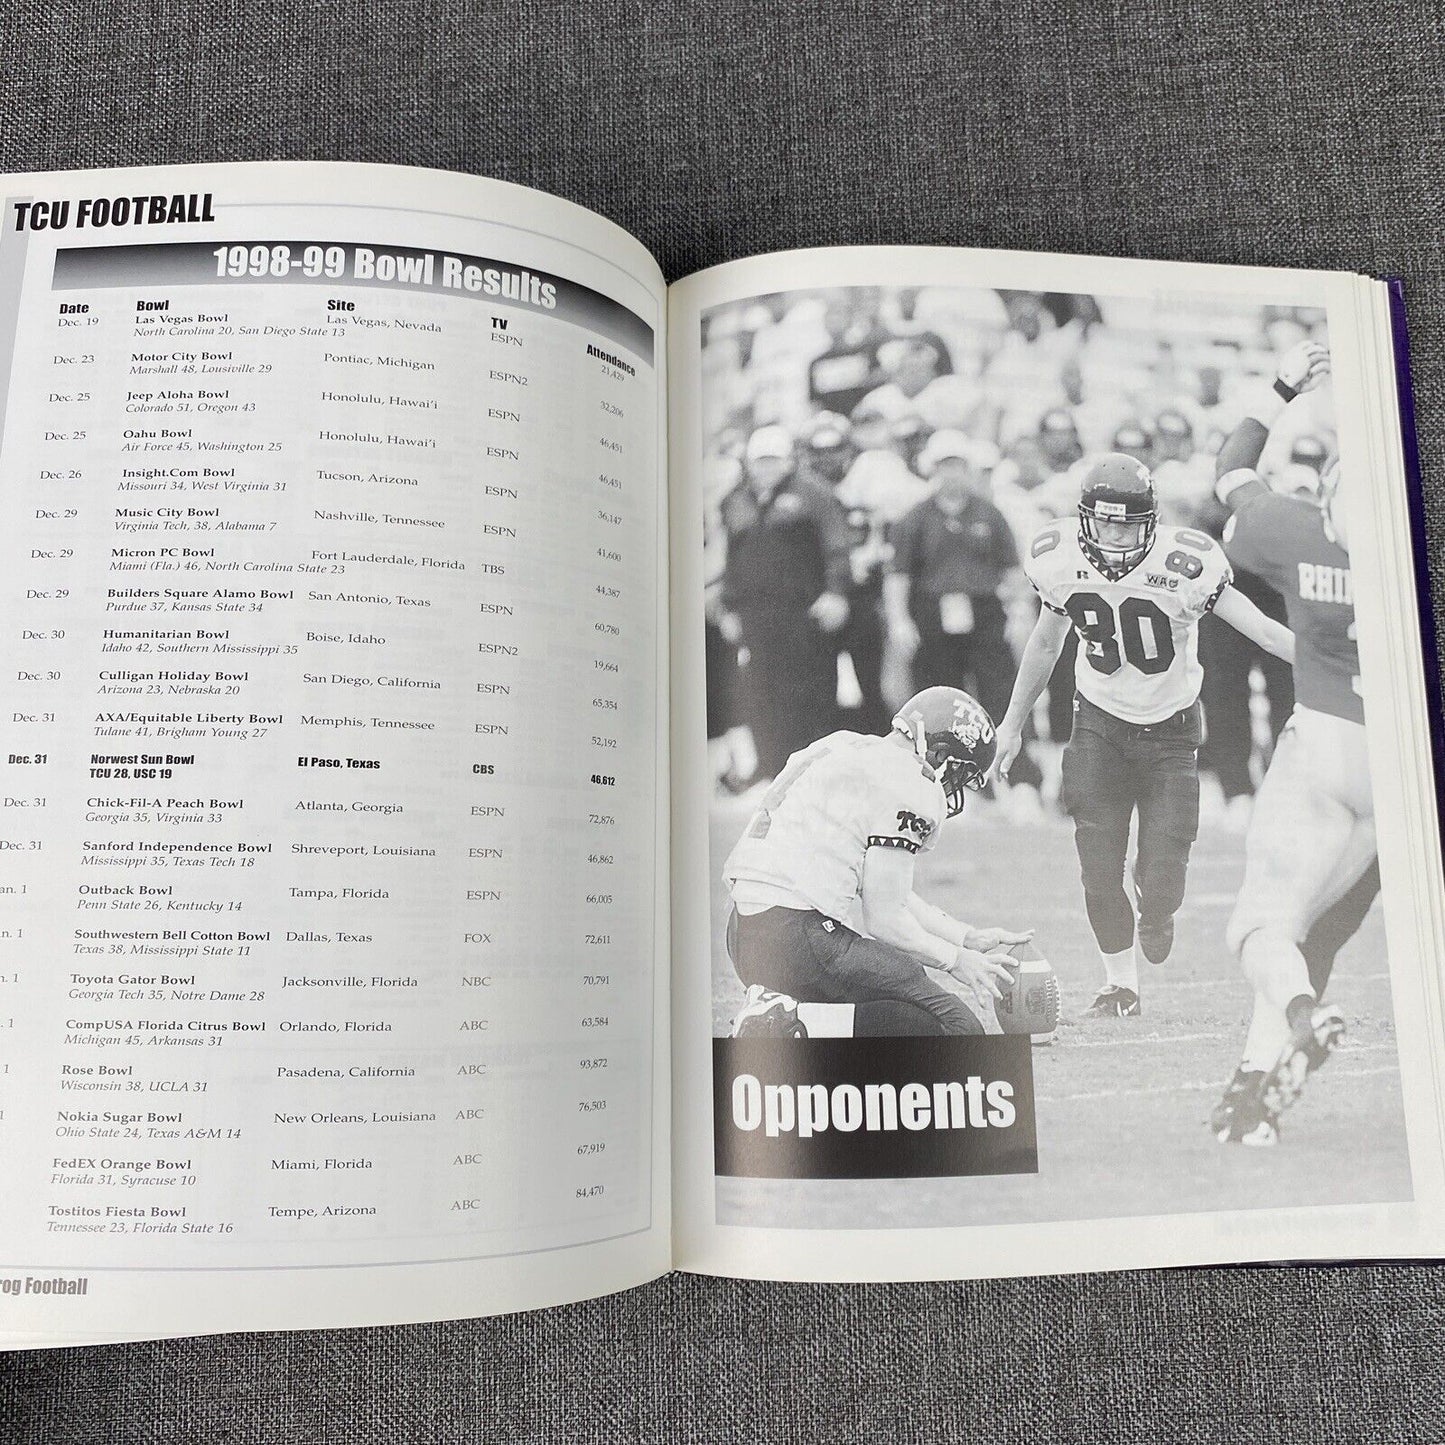 TCU FOOTBALL
1998-99 Bowl Results
Date Bowl Site TV Attendance
Dec. 19 Las Vegas Bowl Las Vegas, Nevada ESPN 21,429
North Carolina 20, San Diego State 13
Dec. 23 Motor City Bowl Pontiac, Michigan ESPN2 32,206
Marshall 48, Lousiville 29
Dec. 25 Jeep Aloha Bowl Honolulu, Hawai'i ESPN 46,451
Colorado 51, Oregon 43
Dec. 25 Oahu Bowl Honolulu, Hawai'i ESPN 46,451
Air Force 45, Washington 25
Dec. 26 Insight.Com Bowl Tucson, Arizona ESPN 36,147
Missouri 34, West Virginia 31
Dec. 29 Music City Bowl Nashville, Tennessee ESPN 41,600
Virginia Tech, 38, Alabama 7
Dec. 29 Micron PC Bowl Fort Lauderdale, Florida TBS 44,387
Miami (Fla.) 46, North Carolina State 23
Dec. 29 Builders Square Alamo Bowl San Antonio, Texas ESPN 60,780
Purdue 37, Kansas State 34
Dec. 30 Humanitarian Bowl Boise, Idaho ESPN2 19,664
Idaho 42, Southern Mississippi 35
Dec. 30 Culligan Holiday Bowl San Diego, California ESPN 65,354
Arizona 23, Nebraska 20
Dec. 31 AXA/Equitable Liberty Bowl Memphis, Tennessee ESPN 52,192
Tulane 41, Brigham Young 27
Dec. 31 Norwest Sun Bowl El Paso, Texas CBS 46,612
TCU 28, USC 19
Dec. 31 Chick-Fil-A Peach Bowl Atlanta, Georgia ESPN 72,876
Georgia 35, Virginia 33
Dec. 31 Sanford Independence Bowl Shreveport, Louisiana ESPN 46,862
Mississippi 35, Texas Tech 18
an. 1 Outback Bowl Tampa, Florida ESPN 66,005
Penn State 26, Kentucky 14
n. 1 Southwestern Bell Cotton Bowl Dallas, Texas FOX 72,611
Texas 38, Mississippi State 11
n. 1 Toyota Gator Bowl Jacksonville, Florida NBC 70,791
Georgia Tech 35, Notre Dame 28
. 1 CompUSA Florida Citrus Bowl Orlando, Florida ABC 63,584
Michigan 45, Arkansas 31
1 Rose Bowl Pasadena, California ABC 93,872
Wisconsin 38, UCLA 31
Nokia Sugar Bowl New Orleans, Louisiana ABC 76,503
Ohio State 24, Texas A&M 14
FedEX Orange Bowl Miami, Florida ABC 67,919
Florida 31, Syracuse 10
Tostitos Fiesta Bowl Tempe, Arizona ABC 84,470
Tennessee 23, Florida State 16
rog Football
80
80
WAC
R
RHI
TCU
TCU
Opponents